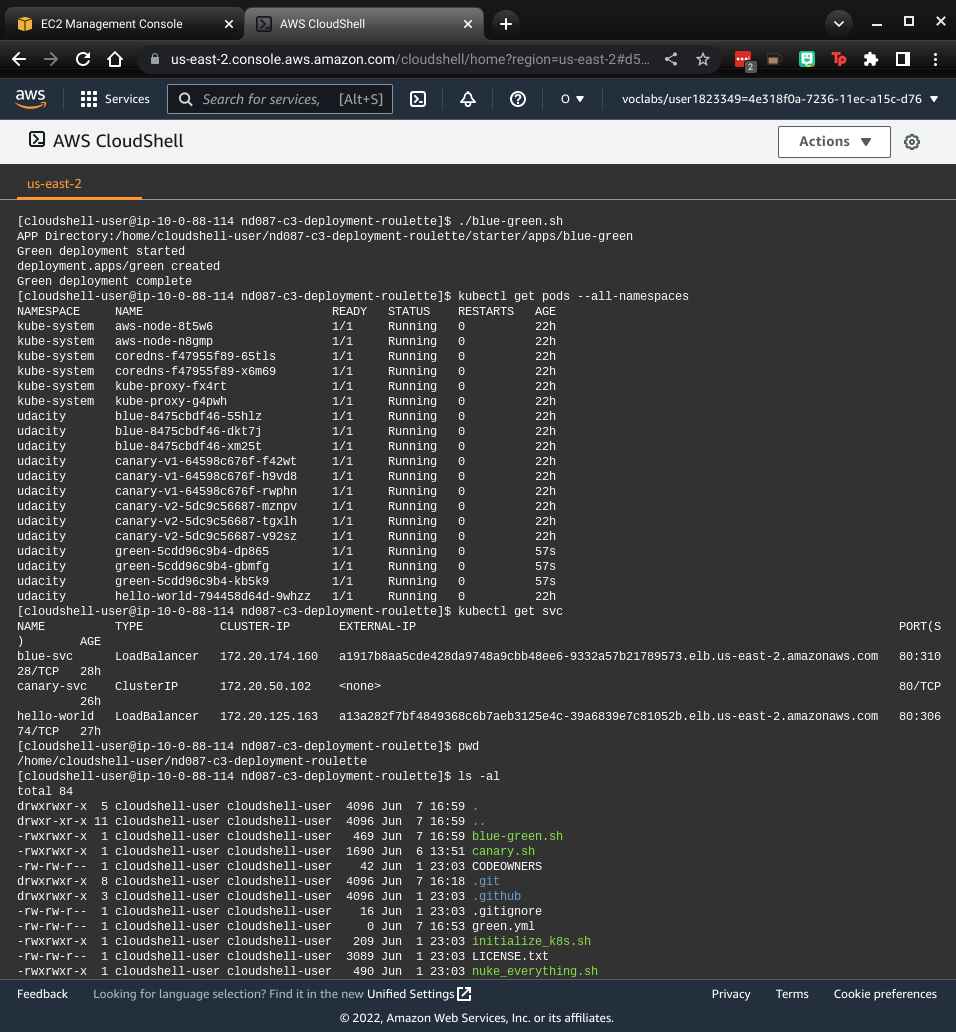 EC2 Management Console
AWS CloudShell
us-east-2.console.aws.amazon.com/cloudshell/home?region=us-east-2#d5...
2
Tp
aws
Services
Search for services, [Alt+S]
O
voclabs/user1823349=4e318f0a-7236-11ec-a15c-d76
AWS CloudShell
Actions
us-east-2
[cloudshell-user@ip-10-0-88-114 nd087-c3-deployment-roulette]$ ./blue-green.sh
APP Directory:/home/cloudshell-user/nd087-c3-deployment-roulette/starter/apps/blue-green
Green deployment started
deployment.apps/green created
Green deployment complete
[cloudshell-user@ip-10-0-88-114 nd087-c3-deployment-roulette]$ kubectl get pods --all-namespaces
NAMESPACE NAME READY STATUS RESTARTS AGE
kube-system aws-node-8t5w6 1/1 Running 0 22h
kube-system aws-node-n8gmp 1/1 Running 0 22h
kube-system coredns-f47955f89-65tls 1/1 Running 0 22h
kube-system coredns-f47955f89-x6m69 1/1 Running 0 22h
kube-system kube-proxy-fx4rt 1/1 Running 0 22h
kube-system kube-proxy-g4pwh 1/1 Running 0 22h
udacity blue-8475cbdf46-55hlz 1/1 Running 0 22h
udacity blue-8475cbdf46-dkt7j 1/1 Running 0 22h
udacity blue-8475cbdf46-xm25t 1/1 Running 0 22h
udacity canary-v1-64598c676f-f42wt 1/1 Running 0 22h
udacity canary-v1-64598c676f-h9vd8 1/1 Running 0 22h
udacity canary-v1-64598c676f-rwphn 1/1 Running 0 22h
udacity canary-v2-5dc9c56687-mznpv 1/1 Running 0 22h
udacity canary-v2-5dc9c56687-tgxlh 1/1 Running 0 22h
udacity canary-v2-5dc9c56687-v92sz 1/1 Running 0 22h
udacity green-5cdd96c9b4-dp865 1/1 Running 0 57s
udacity green-5cdd96c9b4-gbmfg 1/1 Running 0 57s
udacity green-5cdd96c9b4-kb5k9 1/1 Running 0 57s
udacity hello-world-794458d64d-9whzz 1/1 Running 0 22h
[cloudshell-user@ip-10-0-88-114 nd087-c3-deployment-roulette]$ kubectl get svc
NAME TYPE CLUSTER-IP EXTERNAL-IP PORT(S
) AGE
blue-svc LoadBalancer 172.20.174.160 a1917b8aa5cde428da9748a9cbb48ee6-9332a57b21789573.elb.us-east-2.amazonaws.com 80:310
28/TCP 28h
canary-svc ClusterIP 172.20.50.102 <none> 80/TCP
26h
hello-world LoadBalancer 172.20.125.163 a13a282f7bf4849368c6b7aeb3125e4c-39a6839e7c81052b.elb.us-east-2.amazonaws.com 80:306
74/TCP 27h
[cloudshell-user@ip-10-0-88-114 nd087-c3-deployment-roulette]$ pwd
/home/cloudshell-user/nd087-c3-deployment-roulette
[cloudshell-user@ip-10-0-88-114 nd087-c3-deployment-roulette]$ ls -al
total 84
drwxrwxr-x 5 cloudshell-user cloudshell-user 4096 Jun 7 16:59 .
drwxr-xr-x 11 cloudshell-user cloudshell-user 4096 Jun 7 16:59 ..
-rwxrwxr-x 1 cloudshell-user cloudshell-user 469 Jun 7 16:59 blue-green.sh
-rwxrwxr-x 1 cloudshell-user cloudshell-user 1690 Jun 6 13:51 canary.sh
-rw-rw-r-- 1 cloudshell-user cloudshell-user 42 Jun 1 23:03 CODEOWNERS
drwxrwxr-x 8 cloudshell-user cloudshell-user 4096 Jun 7 16:18 .git
drwxrwxr-x 3 cloudshell-user cloudshell-user 4096 Jun 1 23:03 .github
-rw-rw-r-- 1 cloudshell-user cloudshell-user 16 Jun 1 23:03 .gitignore
-rw-rw-r-- 1 cloudshell-user cloudshell-user 0 Jun 7 16:53 green.yml
-rwxrwxr-x 1 cloudshell-user cloudshell-user 209 Jun 1 23:03 initialize_k8s.sh
-rw-rw-r-- 1 cloudshell-user cloudshell-user 3089 Jun 1 23:03 LICENSE.txt
-rwxrwxr-x 1 cloudshell-user cloudshell-user 490 Jun 1 23:03 nuke_everything.sh
Feedback Looking for language selection? Find it in the new Unified Settings Privacy Terms Cookie preferences
© 2022, Amazon Web Services, Inc. or its affiliates.